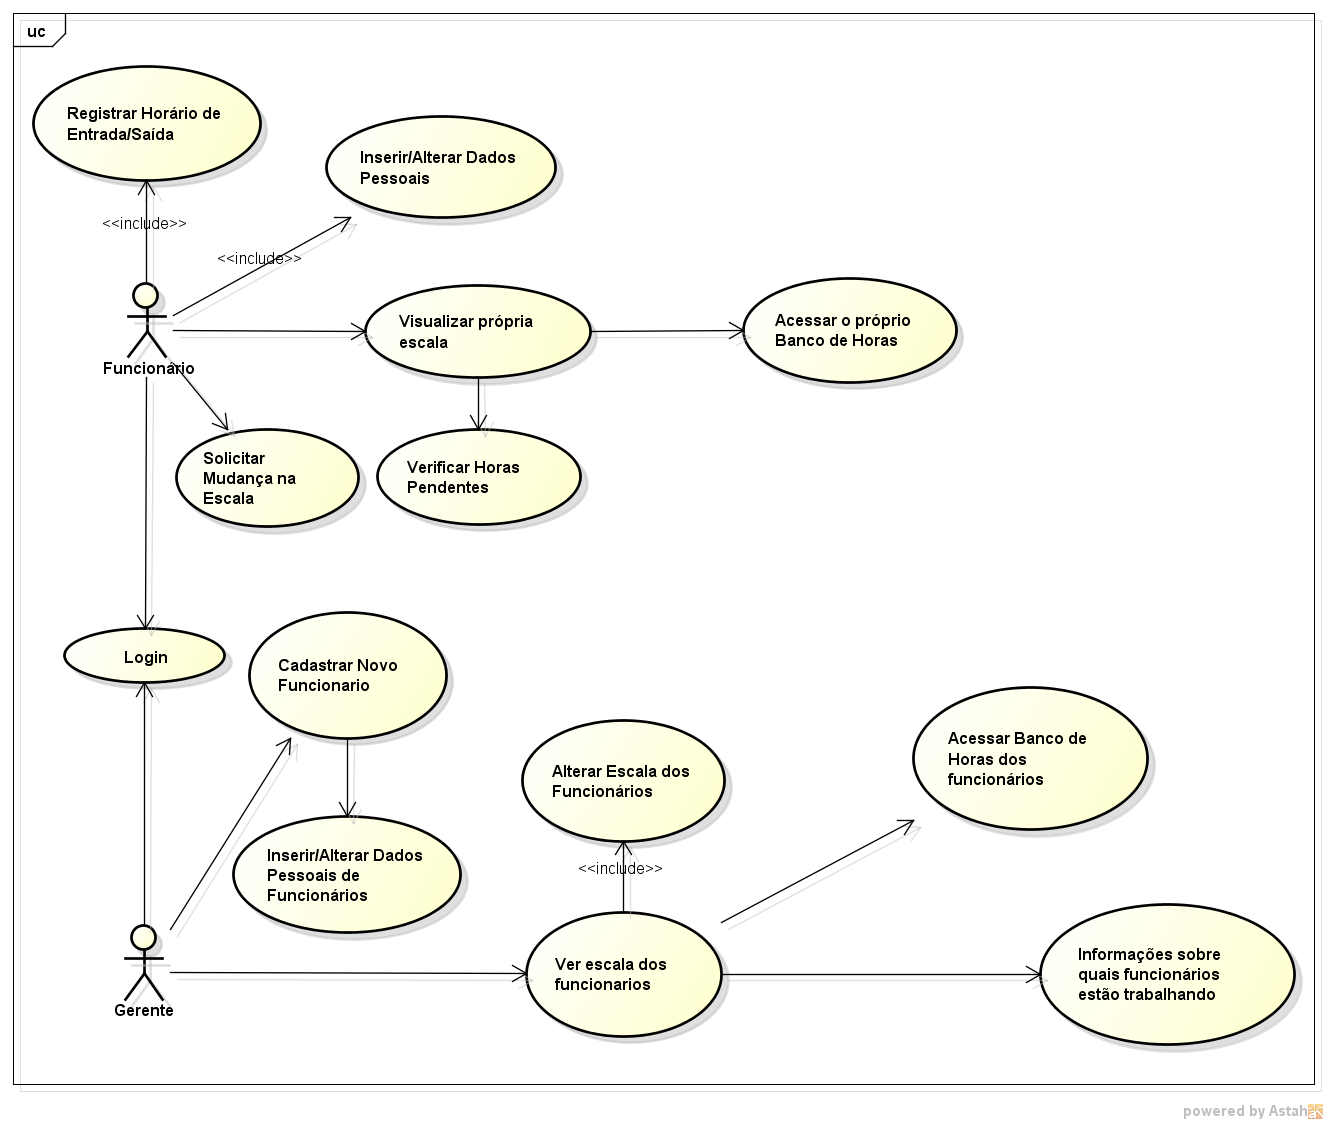 uc
Registrar Horário de
Entrada/Saída
Inserir/Alterar Dados
Pessoais
<<include>>
<<include>>
Visualizar própria
escala
Acessar o próprio
Banco de Horas
Funcionário
Solicitar
Mudança na
Escala
Verificar Horas
Pendentes
Login
Cadastrar Novo
Funcionario
Acessar Banco de
Horas dos
funcionários
Alterar Escala dos
Funcionários
Inserir/Alterar Dados
Pessoais de
Funcionários
<<include>>
Ver escala dos
funcionarios
Informações sobre
quais funcionários
estão trabalhando
Gerente
powered by Astah